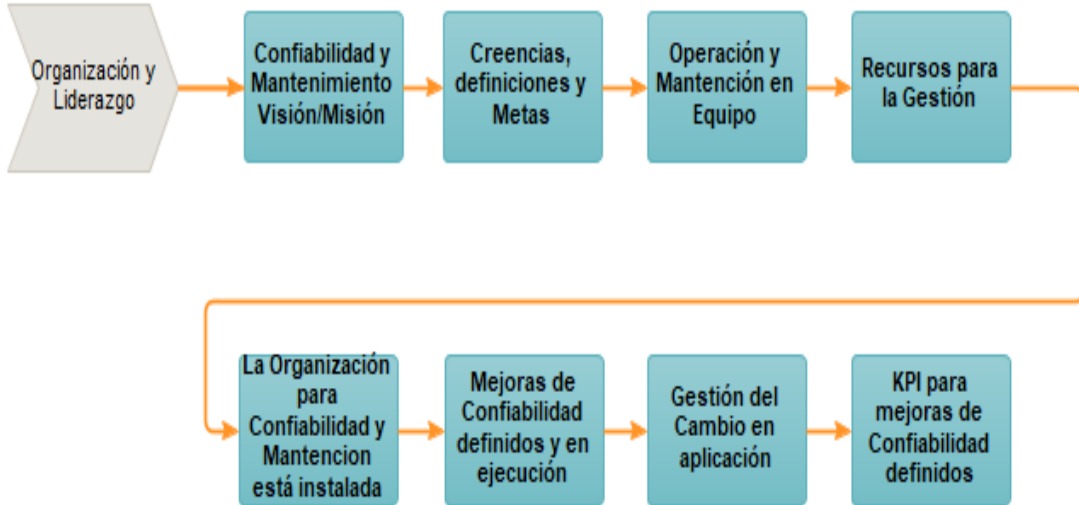 Organización y
Liderazgo
Confiabilidad y
Mantenimiento
Visión/Misión
Creencias,
definiciones y
Metas
Operación y
Mantención en
Equipo
Recursos para
la Gestión
La Organización
para
Confiabilidad y
Mantencion
está instalada
Mejoras de
Confiabilidad
definidos y en
ejecución
Gestión del
Cambio en
aplicación
KPI para
mejoras de
Confiabilidad
definidos